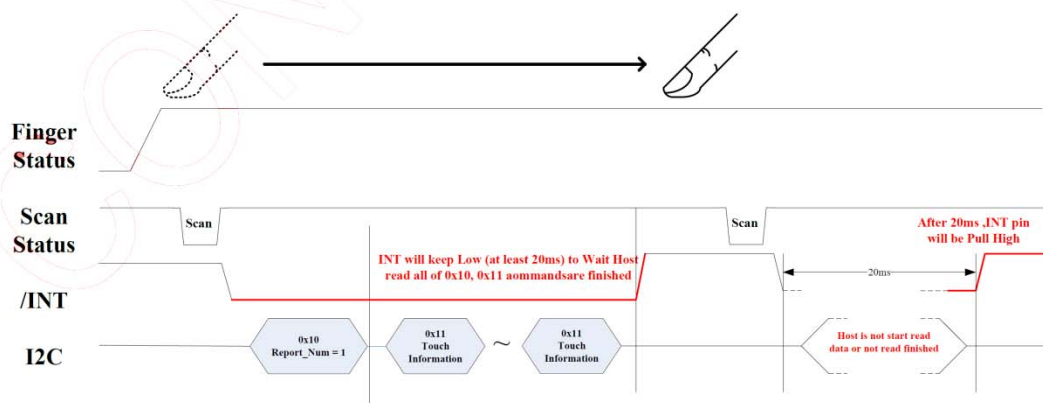 Finger
Status
Scan
Status
Scan
Scan
After 20ms ,INT pin
will be Pull High
INT will keep Low (at least 20ms) to Wait Host
read all of 0x10, 0x11 aommandsare finished
20ms
/INT
I2C
0x10
Report_Num = 1
0x11
Touch
Information
~
0x11
Touch
Information
Host is not start read
data or not read finished